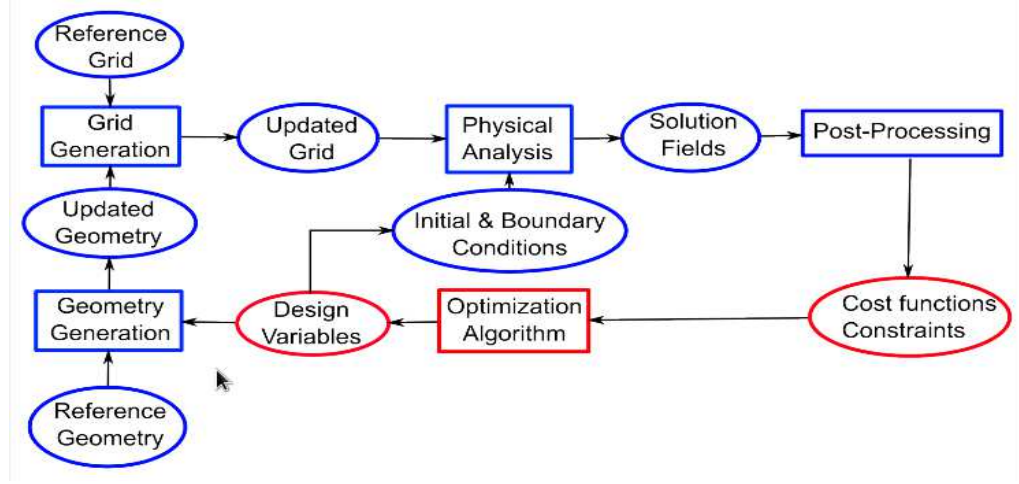 Reference
Grid
Grid
Generation
Updated
Grid
Physical
Analysis
Solution
Fields
Post-Processing
Updated
Geometry
Initial & Boundary
Conditions
Geometry
Generation
Design
Variables
Optimization
Algorithm
Cost functions
Constraints
Reference
Geometry